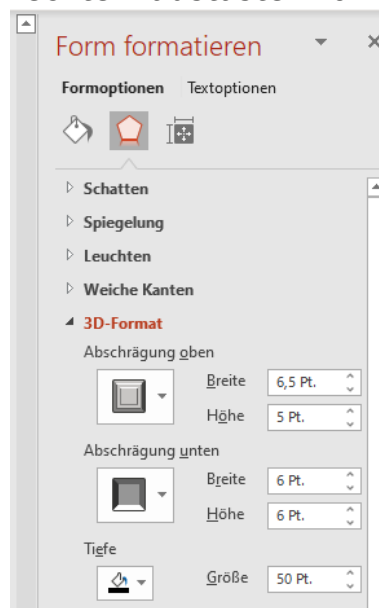 Form formatieren
Formoptionen Textoptionen
Schatten
Spiegelung
Leuchten
Weiche Kanten
3D-Format
Abschrägung oben
Breite 6,5 Pt.
Höhe 5 Pt.
Abschrägung unten
Breite 6 Pt.
Höhe 6 Pt.
Tiefe
Größe 50 Pt.